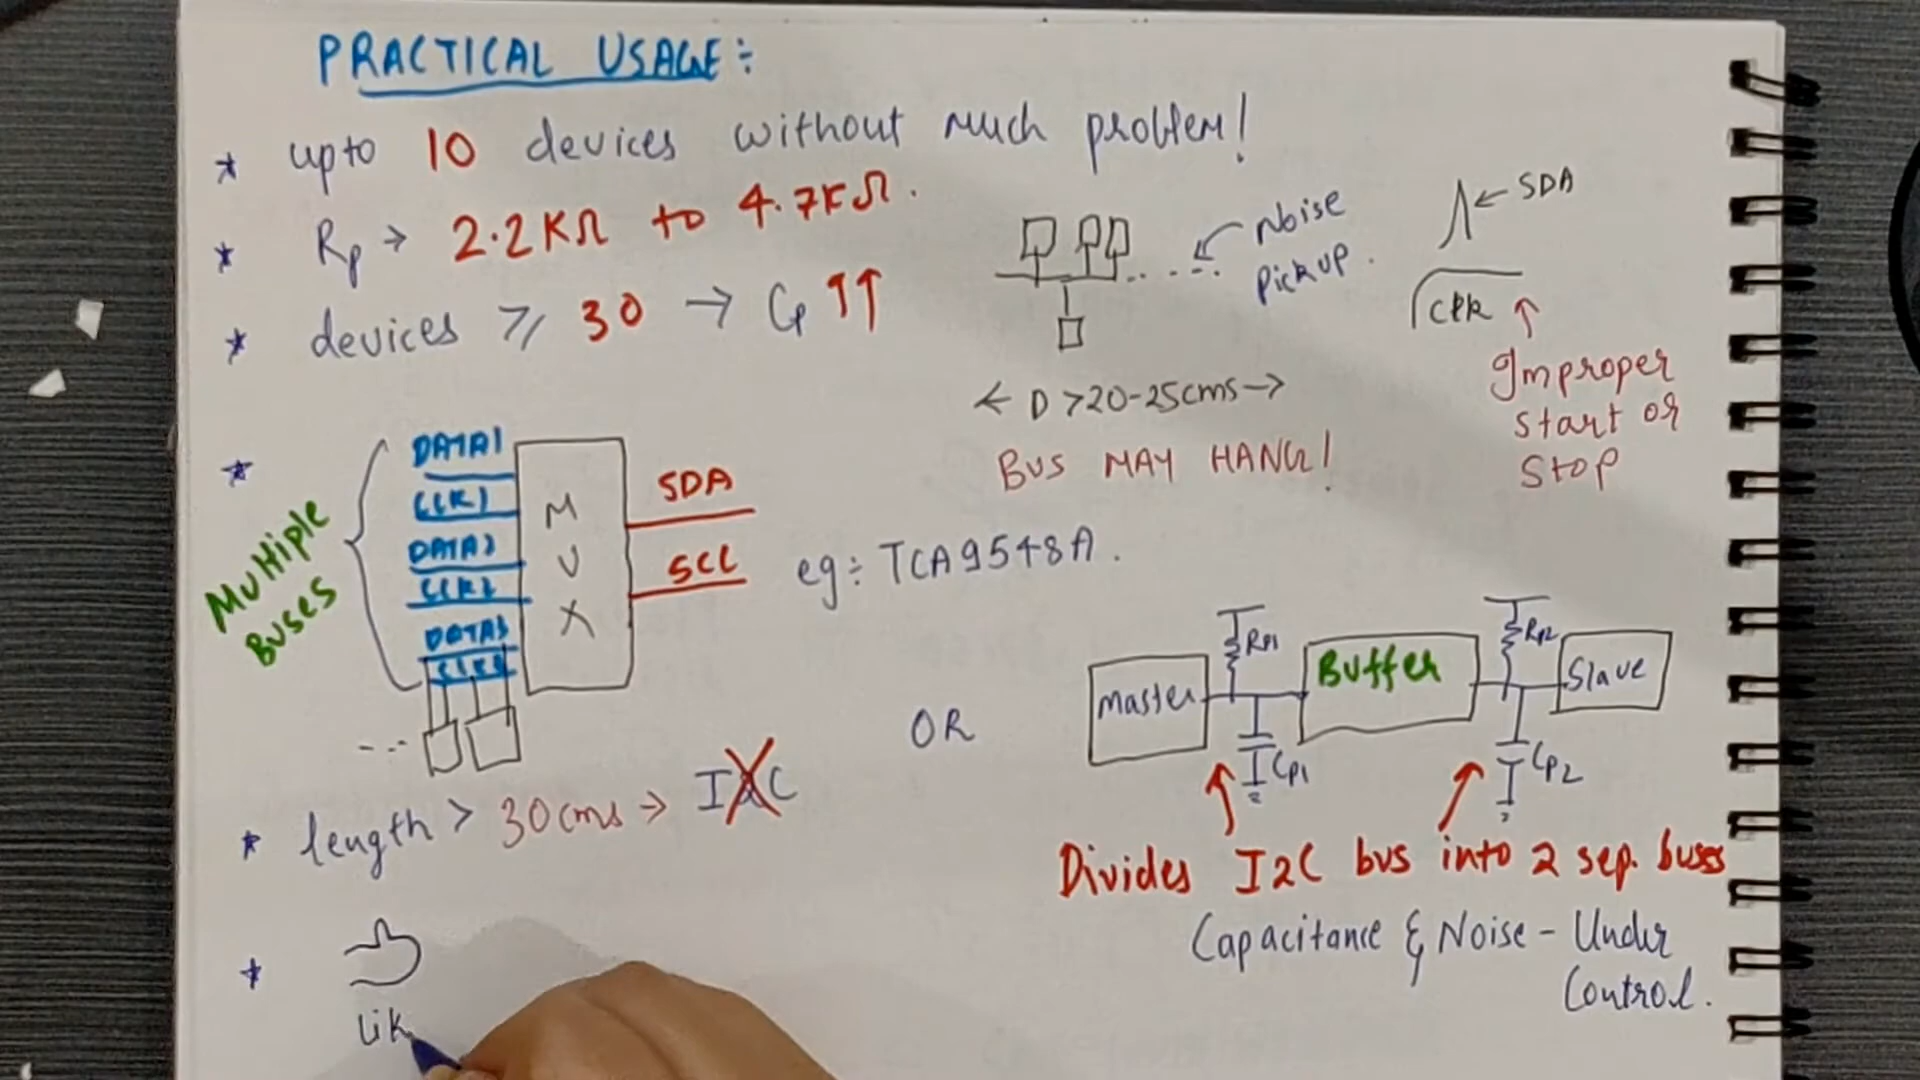 PRACTICAL USAGE:
* upto 10 devices without much problem!
* Rp → 2.2KΩ to 4.7KΩ.
* devices ≥ 30 → Cp ↑↑
Noise
Pickup.
← SDA
CLK
Improper
start or
stop
← D >20-25cms→
BUS MAY HANG!
*
Multiple
Buses
DATA1
CLK1
DATA2
CLK2
DATA3
CLK3
MUX
SDA
SCL
eg: TCA9548A.
OR
Master
Rp1
Cp1
Buffer
Rp2
Cp2
Slave
Divides I2C bus into 2 sep. buses
Capacitance & Noise - Under
Control.
* length > 30cms → I2C
*
Lik